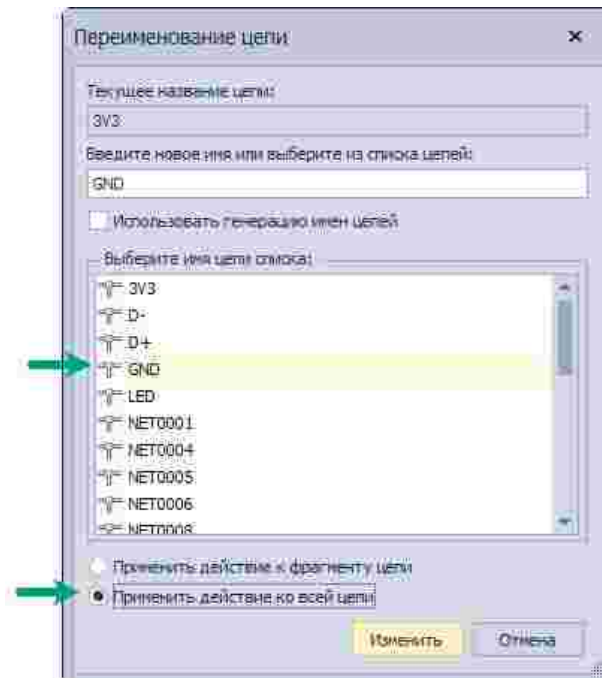 Переименование цепи
Текущее название цепи:
3V3
Введите новое имя или выберите из списка цепей:
GND
Использовать генерацию имен цепей
Выберите имя цепи списка:
3V3
D-
D+
GND
LED
NET0001
NET0004
NET0005
NET0006
NET0008
Применить действие к фрагменту цепи
Применить действие ко всей цепи
Изменить Отмена